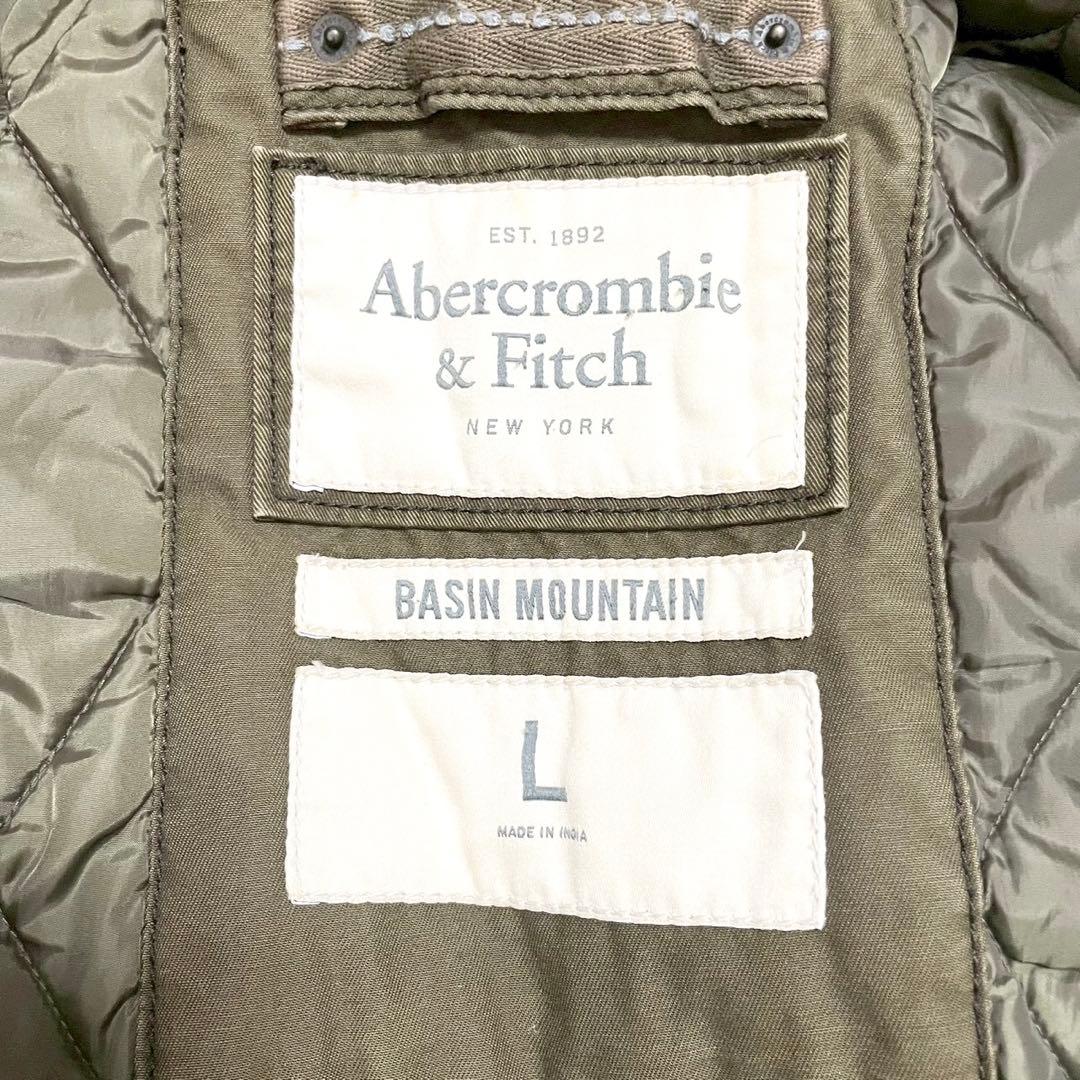 EST. 1892
Abercrombie
& Fitch
NEW YORK
BASIN MOUNTAIN
L
MADE IN INDIA